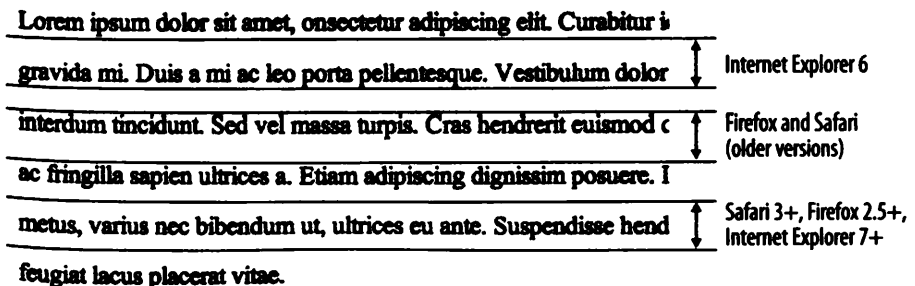 Lorem ipsum dolor sit amet, onsectetur adipiscing elit. Curabitur i
gravida mi. Duis a mi ac leo porta pellentesque. Vestibulum dolor
Internet Explorer 6
interdum tincidunt. Sed vel massa turpis. Cras hendrerit euismod c
Firefox and Safari
(older versions)
ac fringilla sapien ultrices a. Etiam adipiscing dignissim posuere. I
metus, varius nec bibendum ut, ultrices eu ante. Suspendisse hend
Safari 3+, Firefox 2.5+,
Internet Explorer 7+
feugiat lacus placerat vitae.